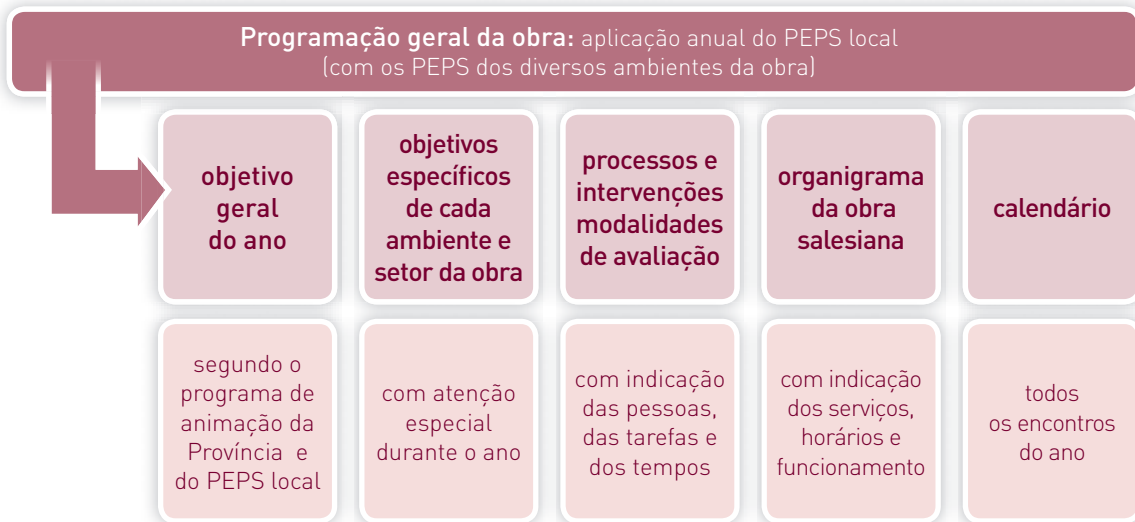 Programação geral da obra: aplicação anual do PEPS local
(com os PEPS dos diversos ambientes da obra)
objetivo
geral
do ano
objetivos
específicos
de cada
ambiente e
setor da obra
processos e
intervenções
modalidades
de avaliação
organigrama
da obra
salesiana
calendário
segundo o
programa de
animação da
Província e
do PEPS local
com atenção
especial
durante o ano
com indicação
das pessoas,
das tarefas e
dos tempos
com indicação
dos serviços,
horários e
funcionamento
todos
os encontros
do ano